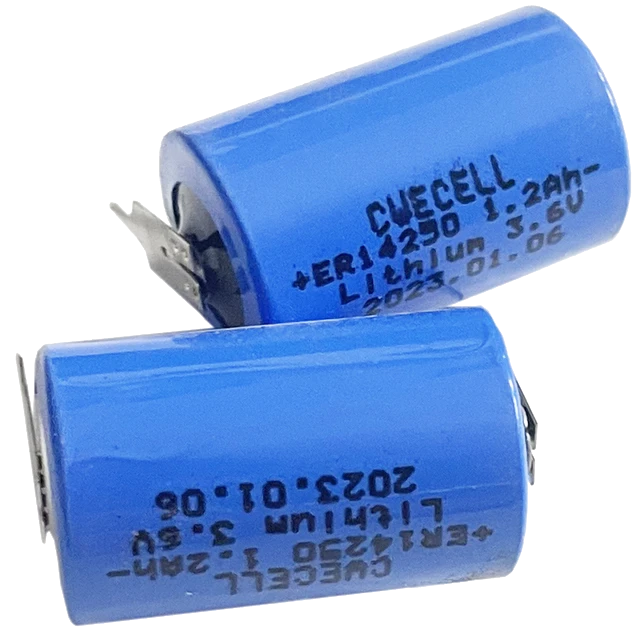 CWECELL
+ER14250 1.2Ah-
Lithium 3.6V
2023.01.06
CWECELL
+ER14250 1.2Ah-
Lithium 3.6V
2023.01.06